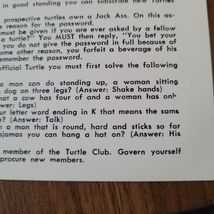 in good standing you can subscribe new Turtles
prospective turtles own a Jack Ass. On this as-
reason for the password.
must be given if you are ever asked by a fellow
a turtle?" You MUST then reply, "You bet your
you do not give the password in full because of
some other reason, you forfeit a beverage of his
remember the password.
official Turtle you must first solve the following
a man can do standing up, a woman sitting
dog on three legs? (Answer: Shake hands)
that a cow has four of and a woman has only
Answer: Legs)
our letter word ending in K that means the same
? (Answer: Talk)
a man that is round, hard and sticks so far
pajamas you can hang a hat on? (Answer: His
member of the Turtle Club. Govern yourself
procure new members.